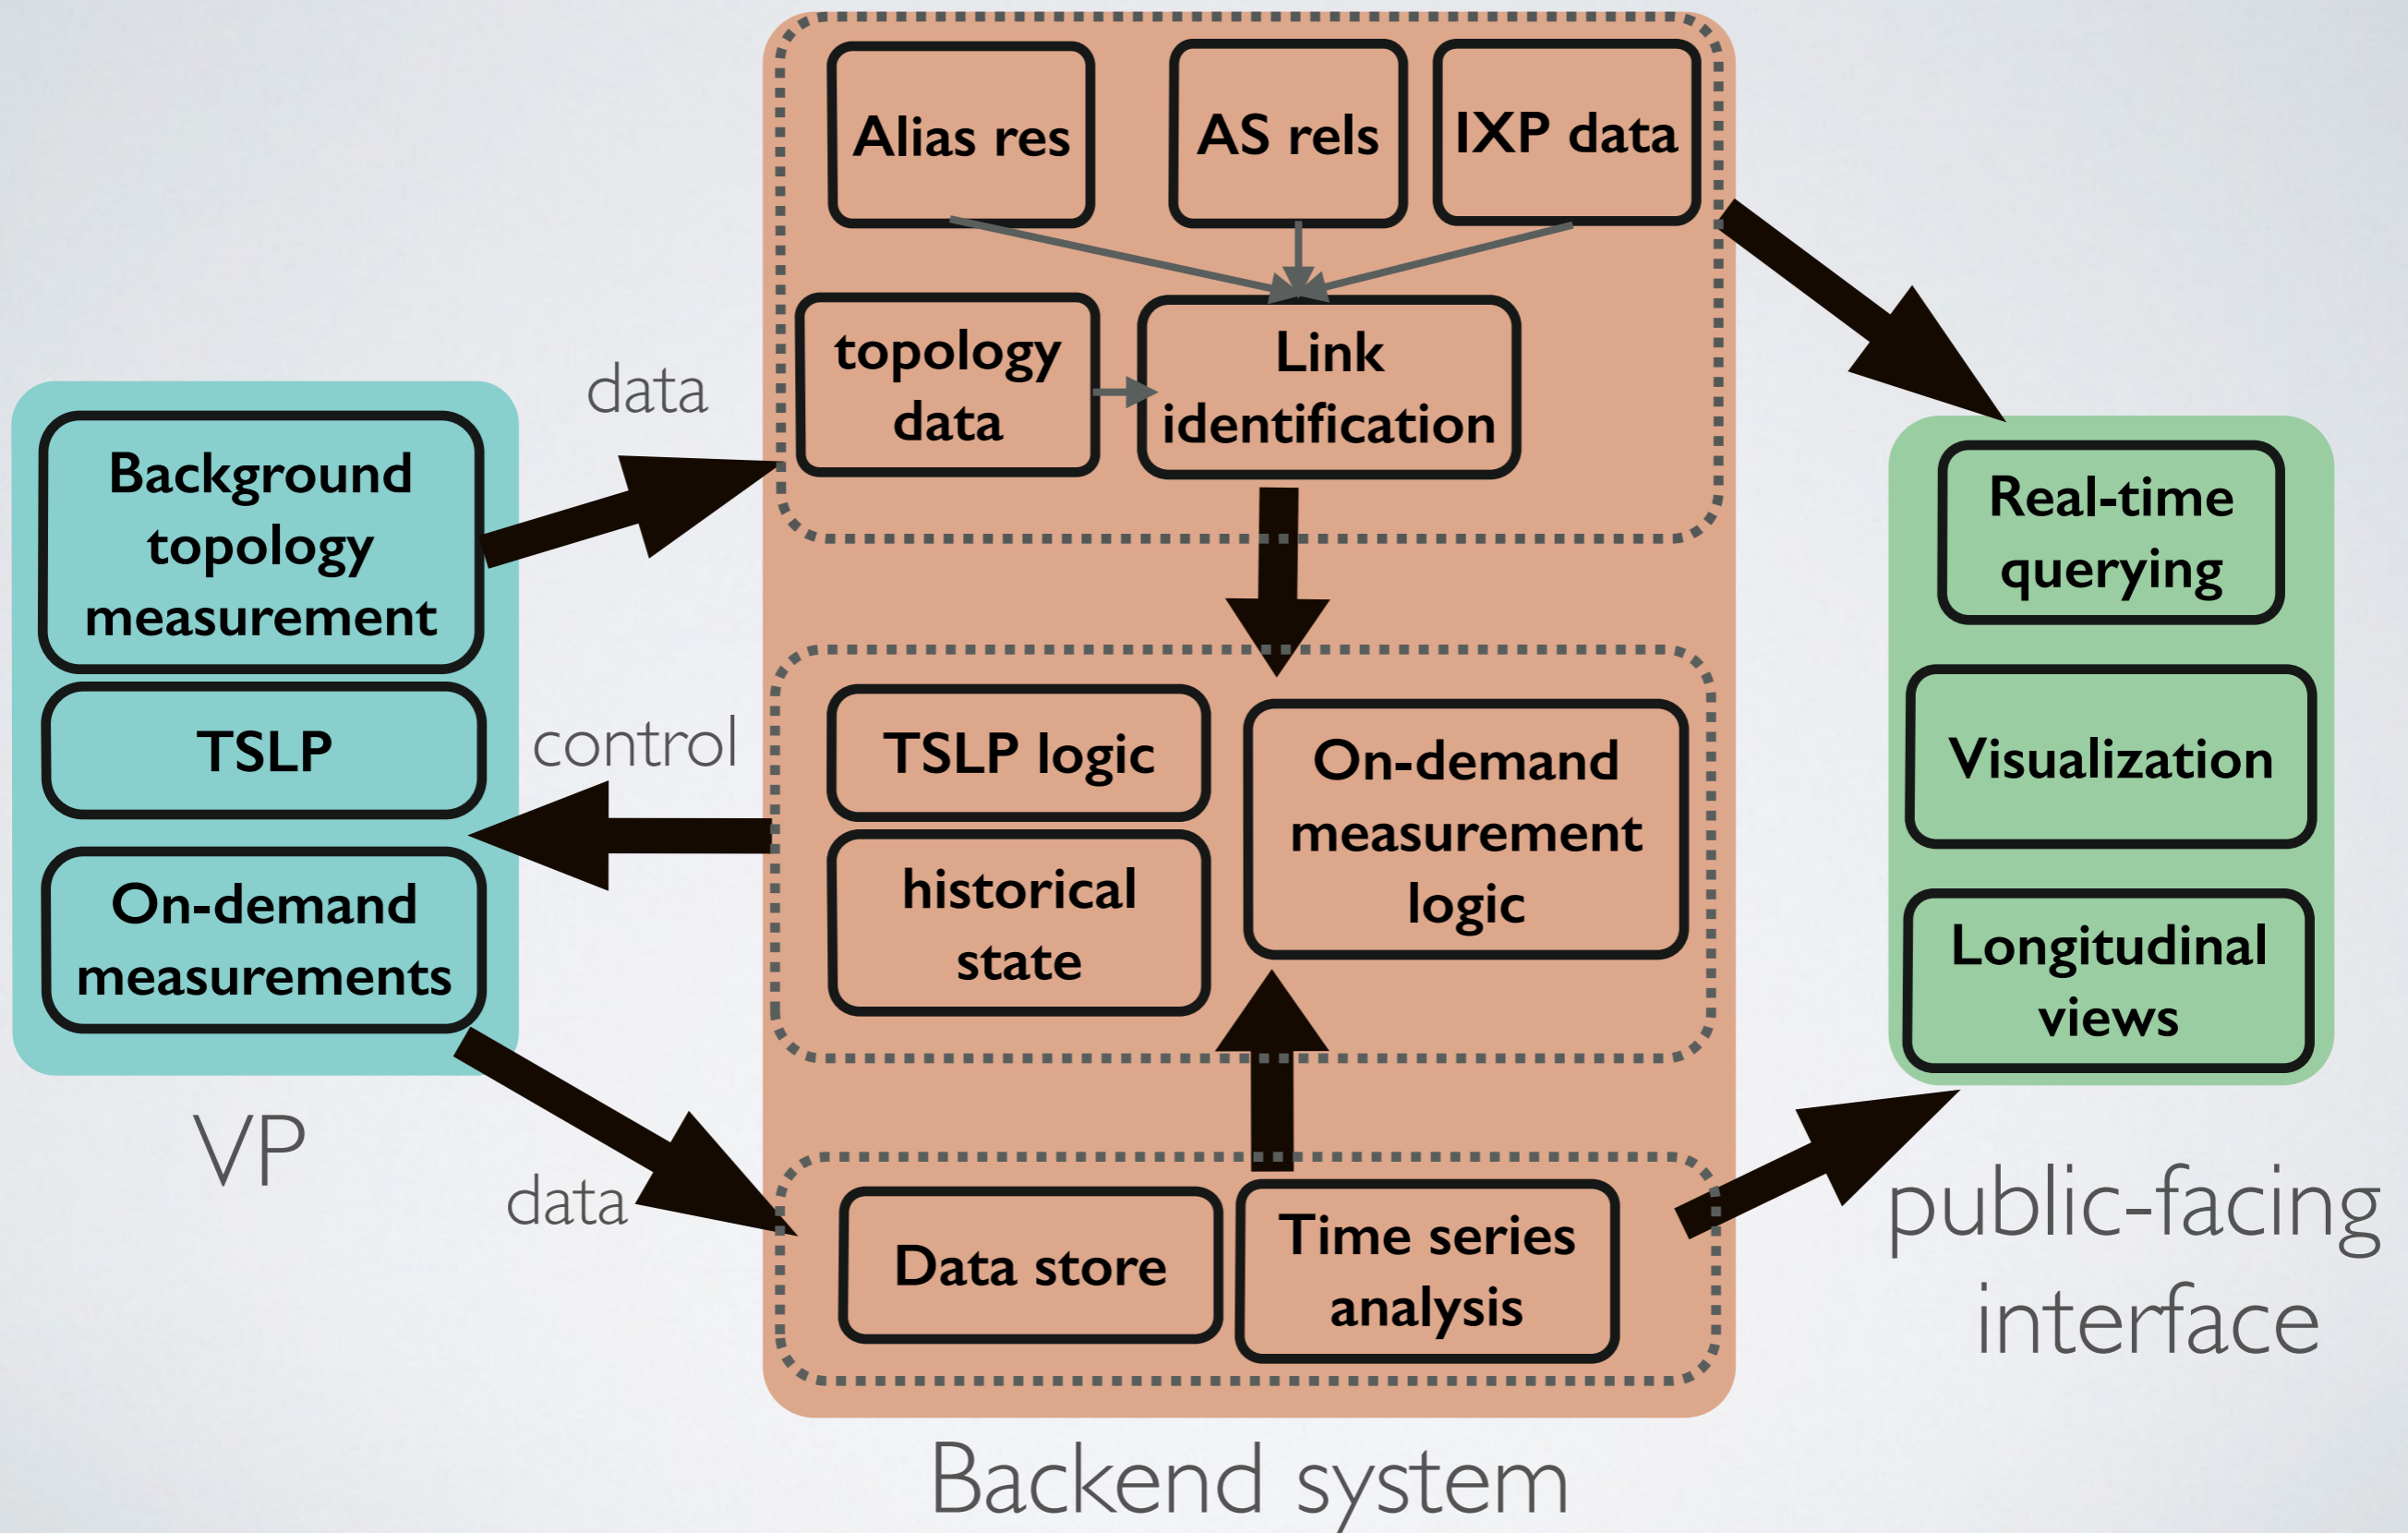 Background
topology
measurement
TSLP
On-demand
measurements
VP
data
control
data
Alias res
AS rels
IXP data
topology
data
Link
identification
TSLP logic
historical
state
On-demand
measurement
logic
Data store
Time series
analysis
Backend system
Real-time
querying
Visualization
Longitudinal
views
public-facing
interface